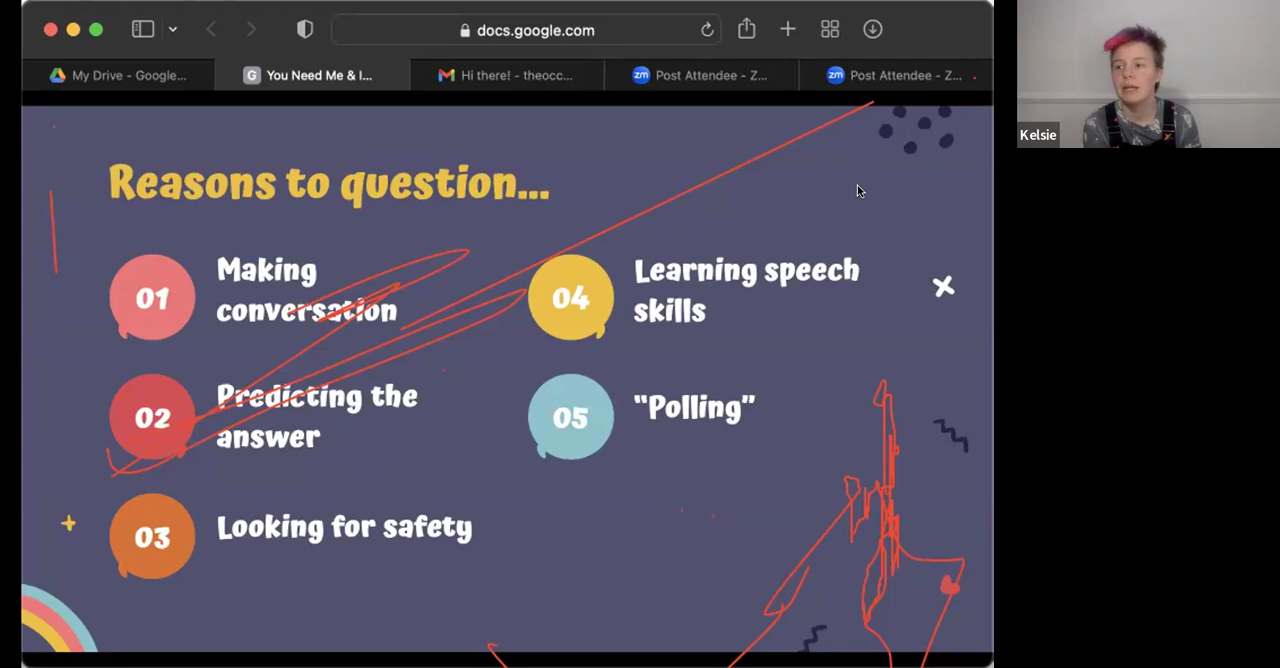 docs.google.com
My Drive - Google...
You Need Me & I...
Hi there! - theocc...
Post Attendee - Z...
Post Attendee - Z...
Kelsie
Reasons to question...
01
Making
conversation
02
Predicting the
answer
03
Looking for safety
04
Learning speech
skills
05
“Polling”